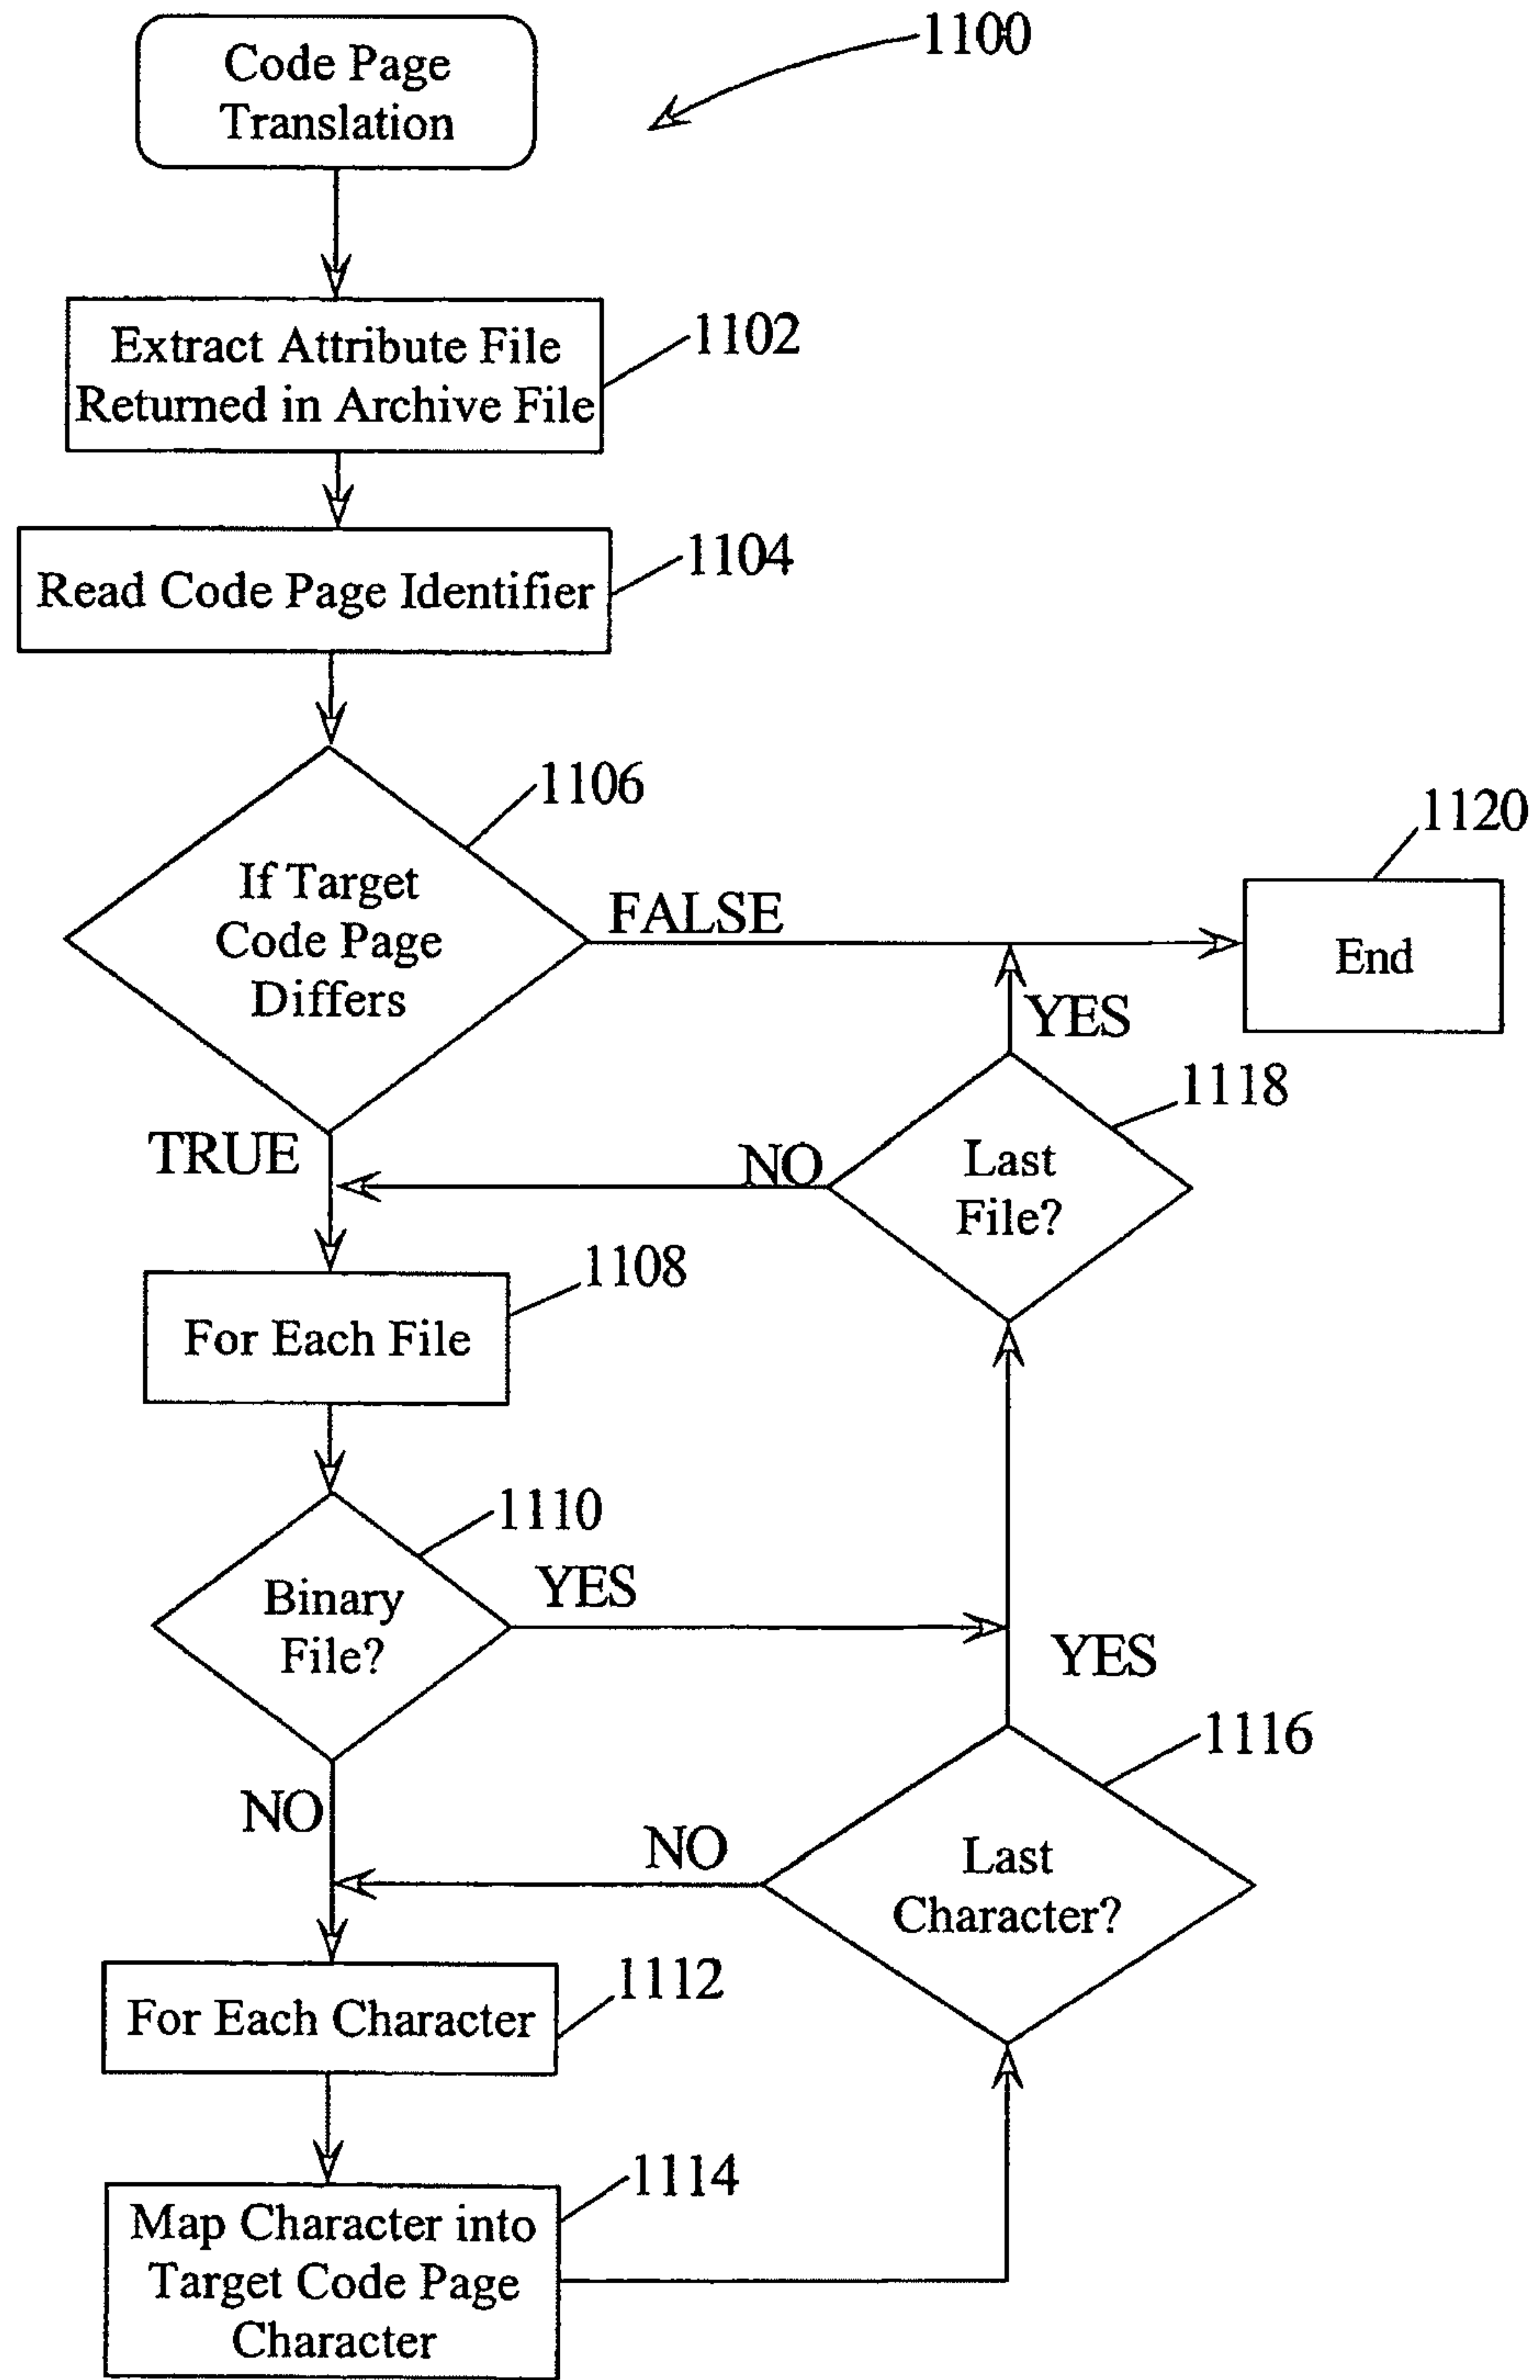 Code Page
Translation
1100
Extract Attribute File
Returned in Archive File
1102
Read Code Page Identifier
1104
1106
If Target
Code Page
Differs
FALSE
1120
End
YES
1118
TRUE
NO
Last
File?
1108
For Each File
1110
Binary
File?
YES
YES
1116
NO
NO
Last
Character?
1112
For Each Character
1114
Map Character into
Target Code Page
Character